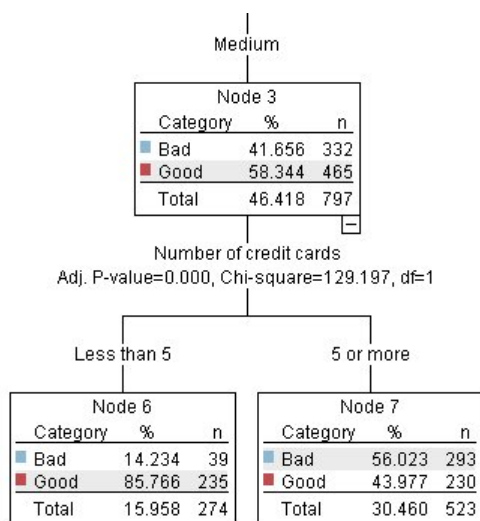 Medium
Node 3
Category % n
Bad 41.656 332
Good 58.344 465
Total 46.418 797
Number of credit cards
Adj. P-value=0.000, Chi-square=129.197, df=1
Less than 5
5 or more
Node 6
Category % n
Bad 14.234 39
Good 85.766 235
Total 15.958 274
Node 7
Category % n
Bad 56.023 293
Good 43.977 230
Total 30.460 523